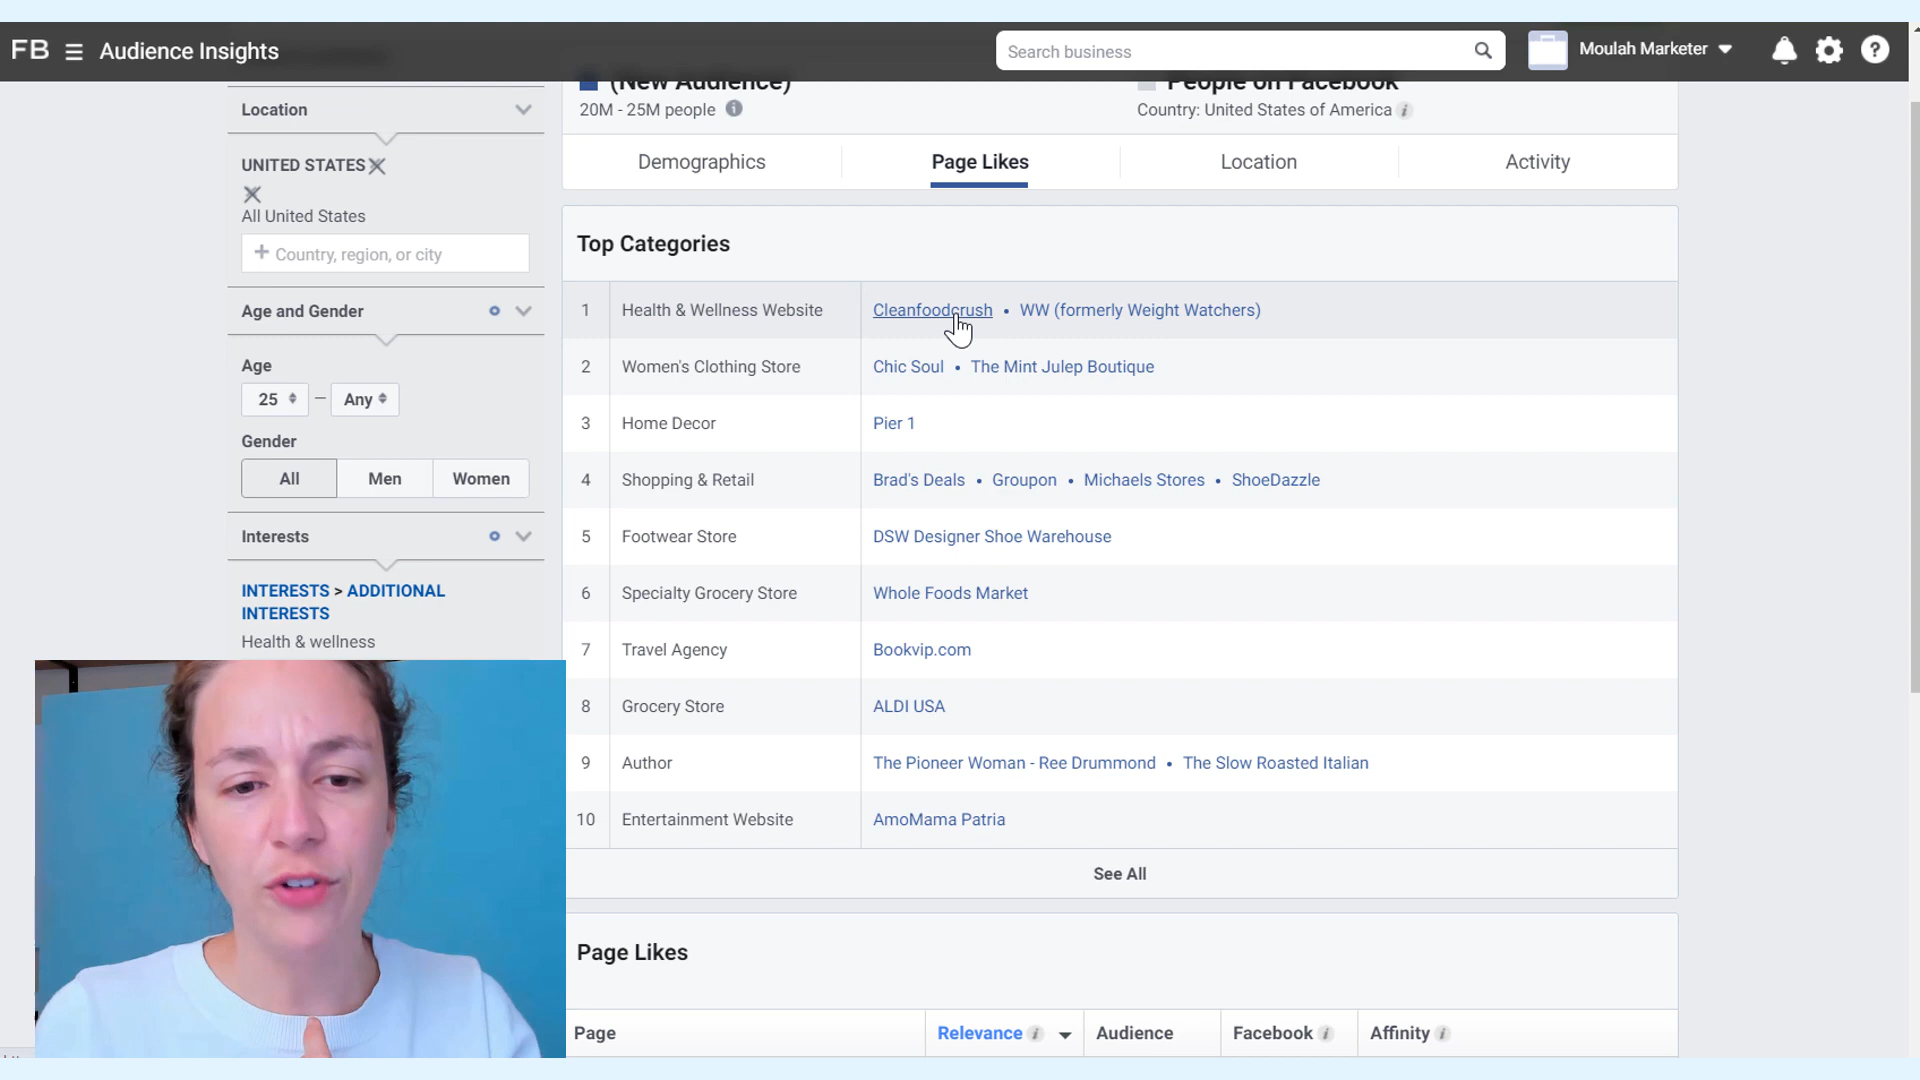 FB Audience Insights
Search business
Moulah Marketer
(New Audience)
20M - 25M people
People on Facebook
Country: United States of America
Location
UNITED STATES
All United States
+ Country, region, or city
Age and Gender
Age
25 — Any
Gender
All Men Women
Interests
INTERESTS > ADDITIONAL
INTERESTS
Health & wellness
Demographics Page Likes Location Activity
Top Categories
1 Health & Wellness Website Cleanfoodcrush • WW (formerly Weight Watchers)
2 Women's Clothing Store Chic Soul • The Mint Julep Boutique
3 Home Decor Pier 1
4 Shopping & Retail Brad's Deals • Groupon • Michaels Stores • ShoeDazzle
5 Footwear Store DSW Designer Shoe Warehouse
6 Specialty Grocery Store Whole Foods Market
7 Travel Agency Bookvip.com
8 Grocery Store ALDI USA
9 Author The Pioneer Woman - Ree Drummond • The Slow Roasted Italian
10 Entertainment Website AmoMama Patria
See All
Page Likes
Page Relevance Audience Facebook Affinity